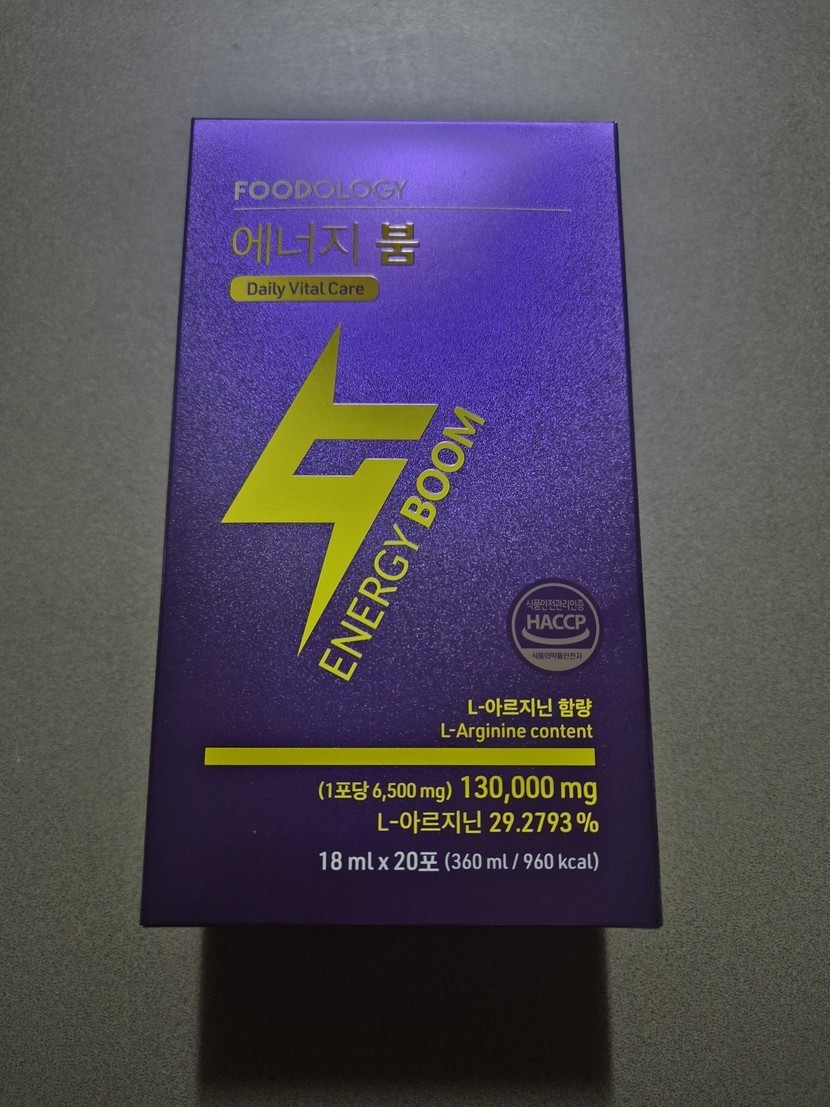 FOODOLOGY
에너지 붐
Daily Vital Care
ENERGY BOOM
식품안전관리인증
HACCP
식품의약품안전처
L-아르지닌 함량
L-Arginine content
(1포당 6,500 mg) 130,000 mg
L-아르지닌 29.2793 %
18 ml x 20포 (360 ml / 960 kcal)